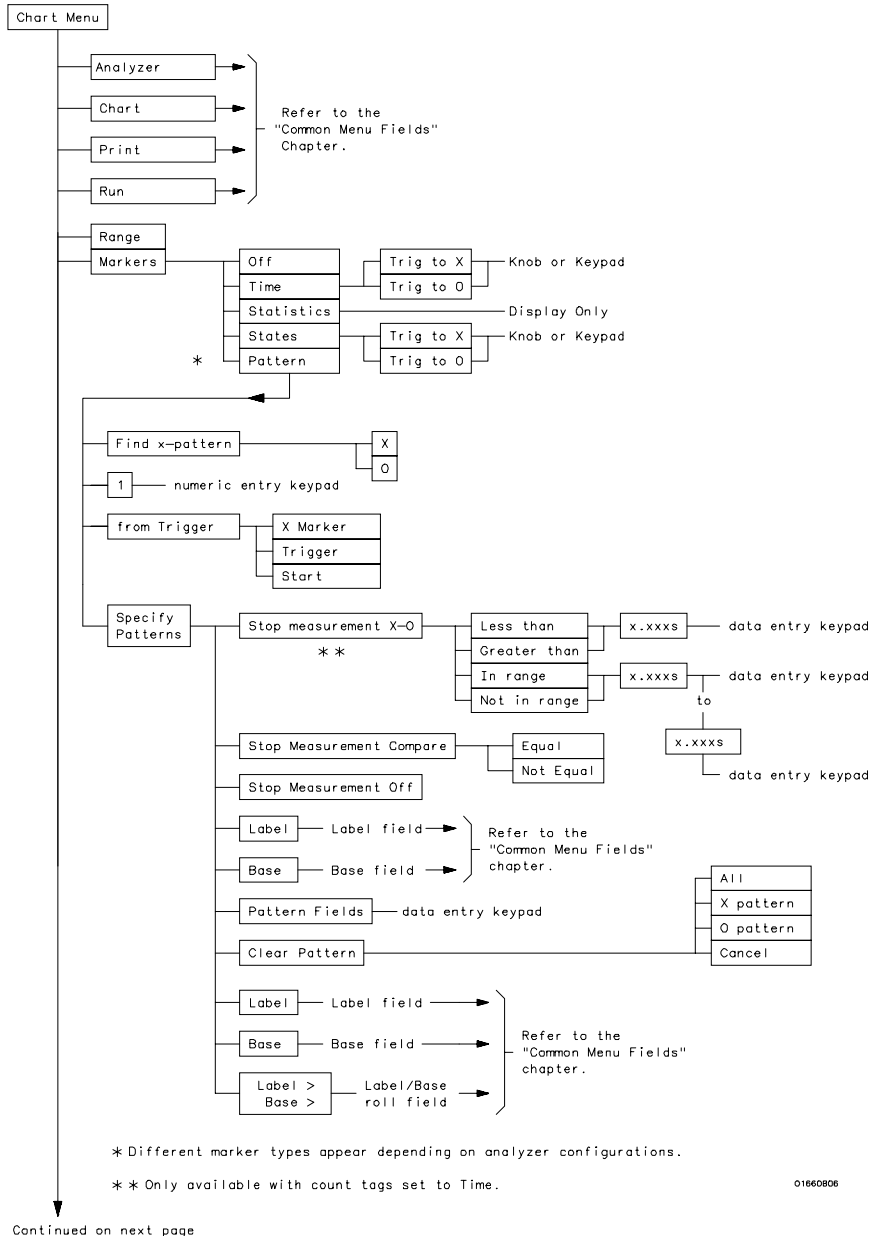 Chart Menu
Analyzer
Chart
Print
Run
Refer to the
"Common Menu Fields"
Chapter.
Range
Markers
Off
Time
Statistics
States
Pattern
*
Trig to X
Trig to O
Knob or Keypad
Display Only
Trig to X
Trig to O
Knob or Keypad
Find x-pattern
X
O
1
numeric entry keypad
from Trigger
X Marker
Trigger
Start
Specify
Patterns
Stop measurement X-O
* *
Less than
Greater than
In range
Not in range
x.xxxs
data entry keypad
x.xxxs
data entry keypad
to
x.xxxs
data entry keypad
Stop Measurement Compare
Equal
Not Equal
Stop Measurement Off
Label
Label field
Base
Base field
Refer to the
"Common Menu Fields"
chapter.
Pattern Fields
data entry keypad
Clear Pattern
All
X pattern
O pattern
Cancel
Label
Label field
Base
Base field
Label >
Base >
Label/Base
roll field
Refer to the
"Common Menu Fields"
chapter.
* Different marker types appear depending on analyzer configurations.
* * Only available with count tags set to Time.
01660B06
Continued on next page